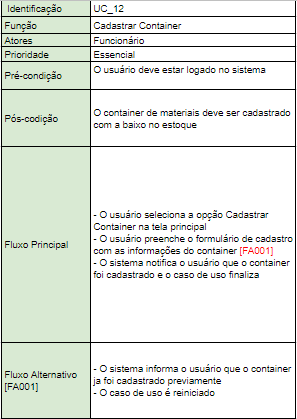 Identificação UC_12
Função Cadastrar Container
Atores Funcionário
Prioridade Essencial
Pré-condição O usuário deve estar logado no sistema
Pós-codição O container de materiais deve ser cadastrado
com a baixo no estoque
Fluxo Principal
- O usuário seleciona a opção Cadastrar
Container na tela principal
- O usuário preenche o formulário de cadastro
com as informações do container [FA001]
- O sistema notifica o usuário que o container
foi cadastrado e o caso de uso finaliza
Fluxo Alternativo
[FA001]
- O sistema informa o usuário que o container
ja foi cadastrado previamente
- O caso de uso é reiniciado